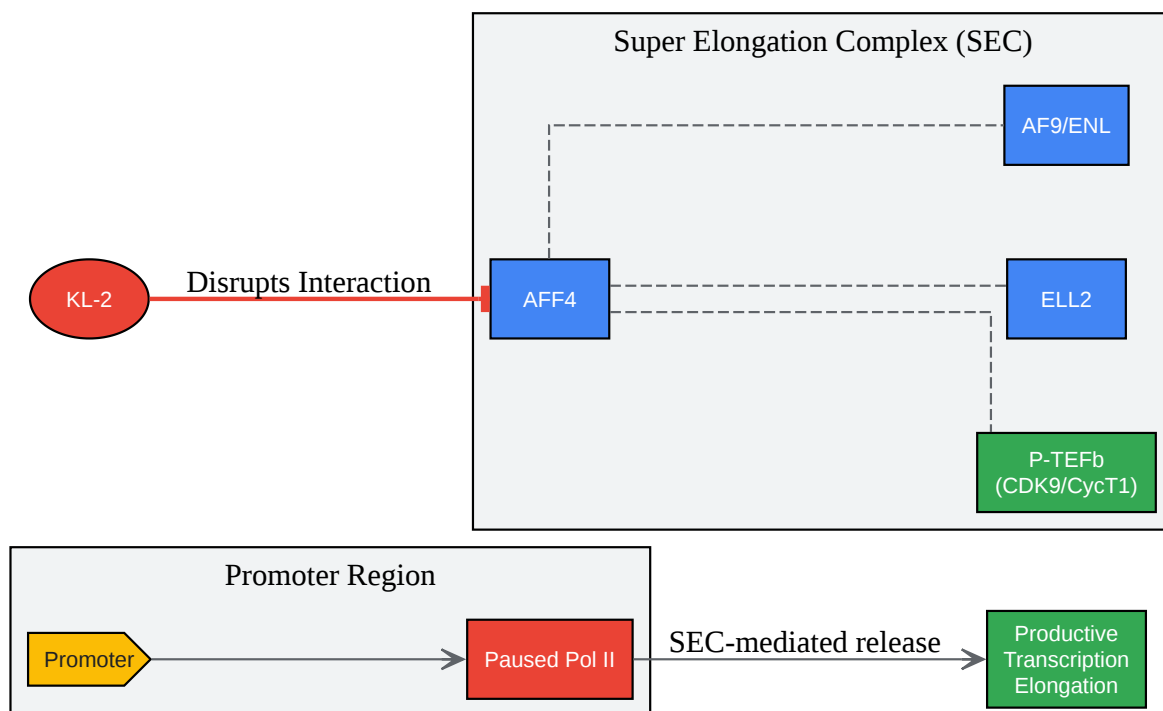 Super Elongation Complex (SEC)
AF9/ENL
KL-2
Disrupts Interaction
AFF4
ELL2
P-TEFb
(CDK9/CycT1)
Promoter Region
Promoter
Paused Pol II
SEC-mediated release
Productive
Transcription
Elongation